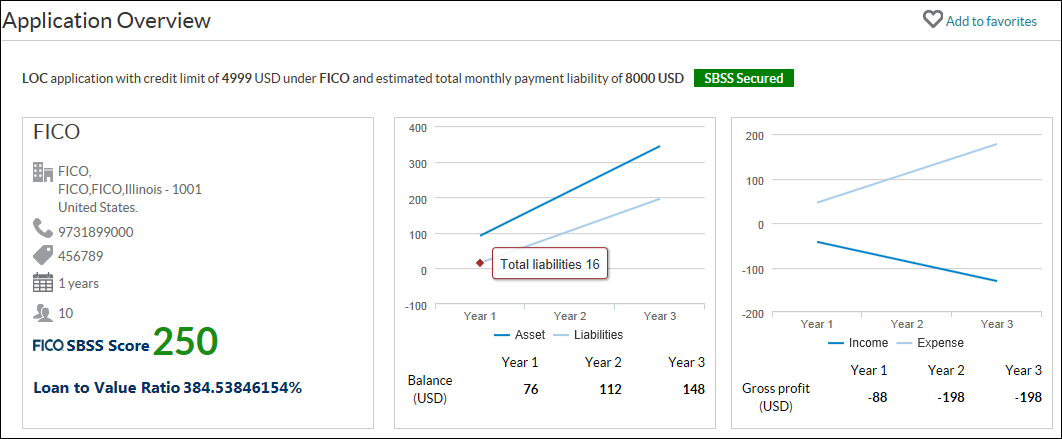 Application Overview
Add to favorites
LOC application with credit limit of 4999 USD under FICO and estimated total monthly payment liability of 8000 USD SBSS Secured
FICO
FICO,
FICO,FICO,Illinois - 1001
United States.
9731899000
456789
1 years
10
FICO SBSS Score 250
Loan to Value Ratio 384.53846154%
400
300
200
100
0
-100
Total liabilities 16
Year 1 Year 2 Year 3
Asset Liabilities
Year 1 Year 2 Year 3
Balance
(USD) 76 112 148
200
100
0
-100
-200
Year 1 Year 2 Year 3
Income Expense
Year 1 Year 2 Year 3
Gross profit
(USD) -88 -198 -198